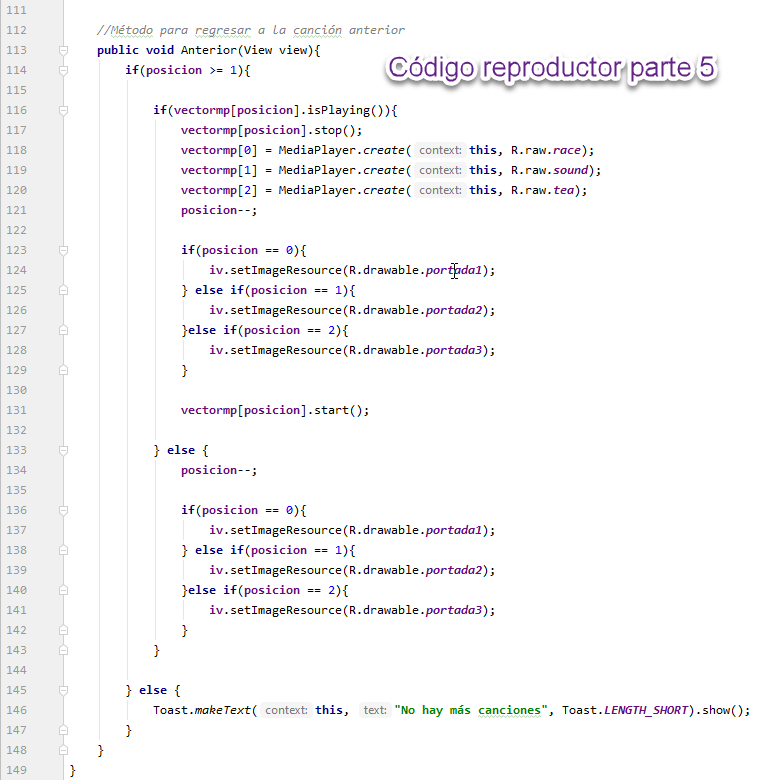 111
112 //Método para regresar a la canción anterior
113 public void Anterior(View view){
Código reproductor parte 5
114 if(posicion >= 1){
115
116 if(vectormp[posicion].isPlaying()){
117 vectormp[posicion].stop();
118 vectormp[0] = MediaPlayer.create( context: this, R.raw.race);
119 vectormp[1] = MediaPlayer.create( context: this, R.raw.sound);
120 vectormp[2] = MediaPlayer.create( context: this, R.raw.tea);
121 posicion--;
122
123 if(posicion == 0){
124 iv.setImageResource(R.drawable.portada1);
125 } else if(posicion == 1){
126 iv.setImageResource(R.drawable.portada2);
127 }else if(posicion == 2){
128 iv.setImageResource(R.drawable.portada3);
129 }
130
131 vectormp[posicion].start();
132
133 } else {
134 posicion--;
135
136 if(posicion == 0){
137 iv.setImageResource(R.drawable.portada1);
138 } else if(posicion == 1){
139 iv.setImageResource(R.drawable.portada2);
140 }else if(posicion == 2){
141 iv.setImageResource(R.drawable.portada3);
142 }
143 }
144
145 } else {
146 Toast.makeText( context: this, text: "No hay más canciones", Toast.LENGTH_SHORT).show();
147 }
148 }
149 }